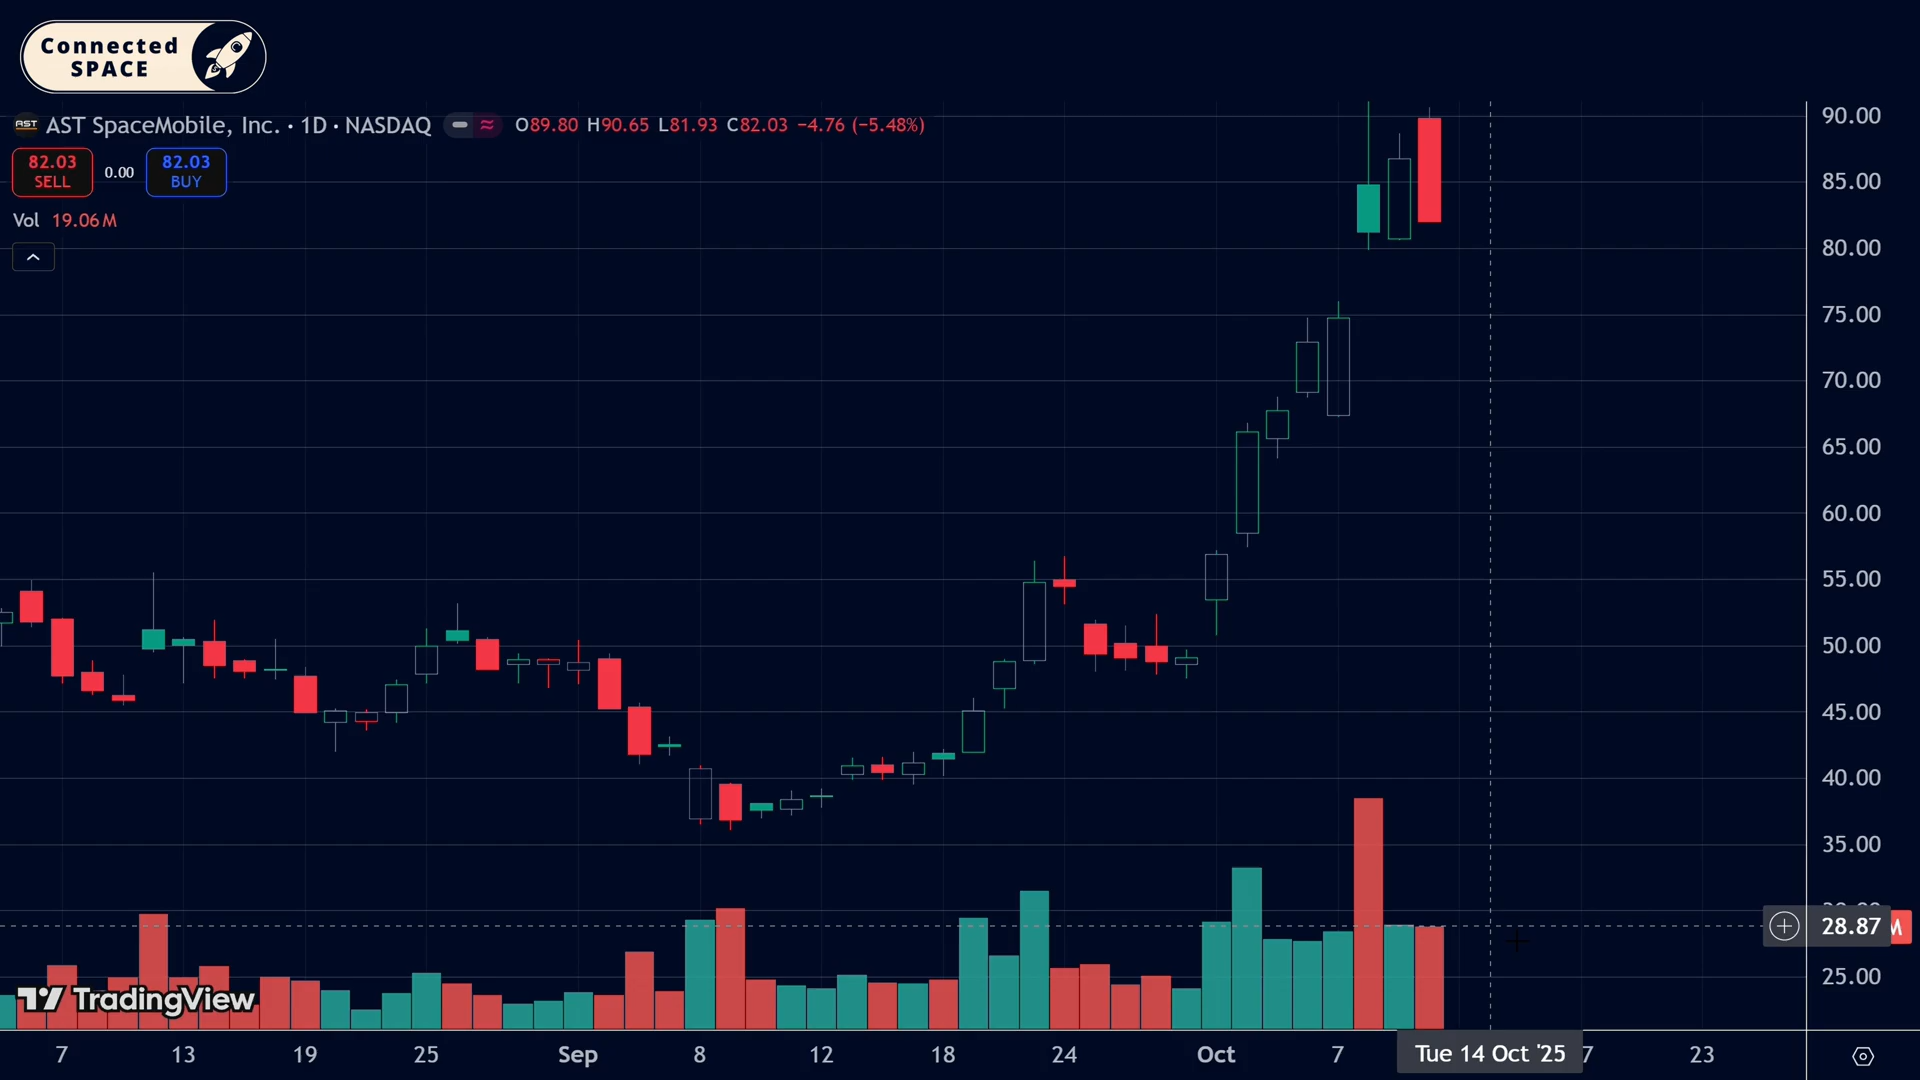 Connected
SPACE
AST AST SpaceMobile, Inc. · 1D · NASDAQ O89.80 H90.65 L81.93 C82.03 −4.76 (−5.48%)
82.03
SELL
0.00
82.03
BUY
Vol 19.06 M
90.00
85.00
80.00
75.00
70.00
65.00
60.00
55.00
50.00
45.00
40.00
35.00
28.87
25.00
TradingView
7 13 19 25 Sep 8 12 18 24 Oct 7 Tue 14 Oct '25 7 23